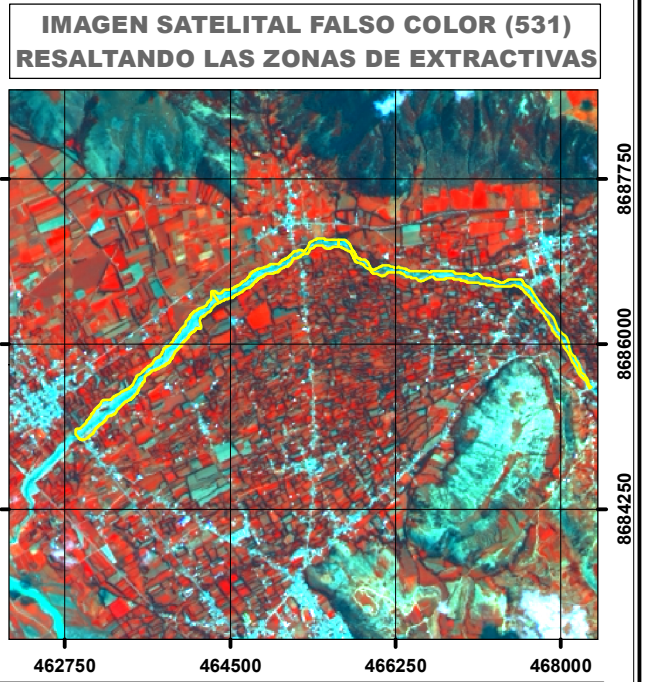 IMAGEN SATELITAL FALSO COLOR (531)
RESALTANDO LAS ZONAS DE EXTRACTIVAS
8687750
8686000
8684250
462750 464500 466250 468000